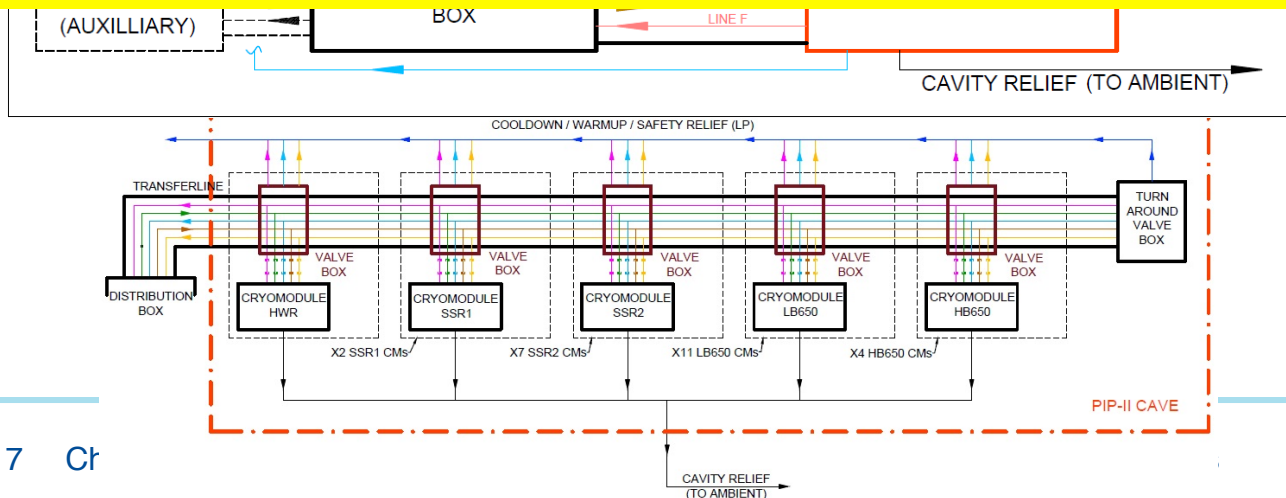 (AUXILLIARY)
BOX
LINE F
CAVITY RELIEF (TO AMBIENT)
COOLDOWN / WARMUP / SAFETY RELIEF (LP)
TRANSFERLINE
TURN
AROUND
VALVE
BOX
VALVE
BOX
VALVE
BOX
VALVE
BOX
VALVE
BOX
VALVE
BOX
DISTRIBUTION
BOX
CRYOMODULE
HWR
CRYOMODULE
SSR1
CRYOMODULE
SSR2
CRYOMODULE
LB650
CRYOMODULE
HB650
X2 SSR1 CMs
X7 SSR2 CMs
X11 LB650 CMs
X4 HB650 CMs
PIP-II CAVE
7
CAVITY RELIEF
(TO AMBIENT)